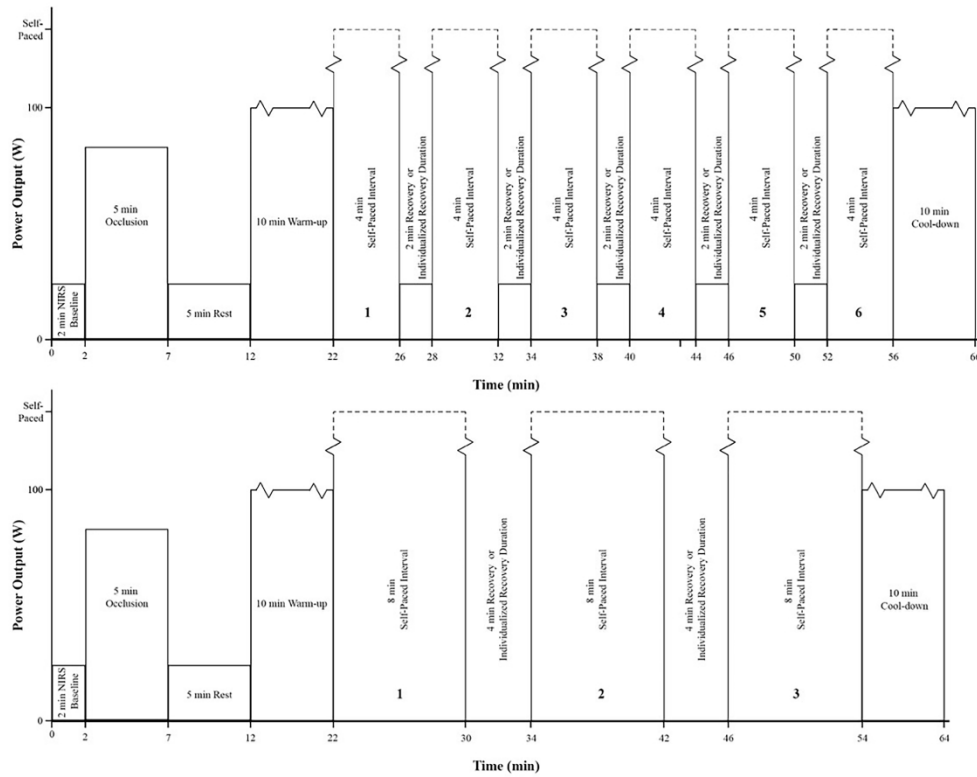 Self-
Paced
100
0
Power Output (W)
2 min NIRS
Baseline
5 min
Occlusion
5 min Rest
10 min Warm-up
4 min
Self-Paced Interval
1
2 min Recovery or
Individualized Recovery Duration
4 min
Self-Paced Interval
2
2 min Recovery or
Individualized Recovery Duration
4 min
Self-Paced Interval
3
2 min Recovery or
Individualized Recovery Duration
4 min
Self-Paced Interval
4
2 min Recovery or
Individualized Recovery Duration
4 min
Self-Paced Interval
5
2 min Recovery or
Individualized Recovery Duration
4 min
Self-Paced Interval
6
10 min
Cool-down
0 2 7 12 22 26 28 32 34 38 40 44 46 50 52 56 66
Time (min)
Self-
Paced
100
0
Power Output (W)
2 min NIRS
Baseline
5 min
Occlusion
5 min Rest
10 min Warm-up
8 min
Self-Paced Interval
1
4 min Recovery or
Individualized Recovery Duration
8 min
Self-Paced Interval
2
4 min Recovery or
Individualized Recovery Duration
8 min
Self-Paced Interval
3
10 min
Cool-down
0 2 7 12 22 30 34 42 46 54 64
Time (min)